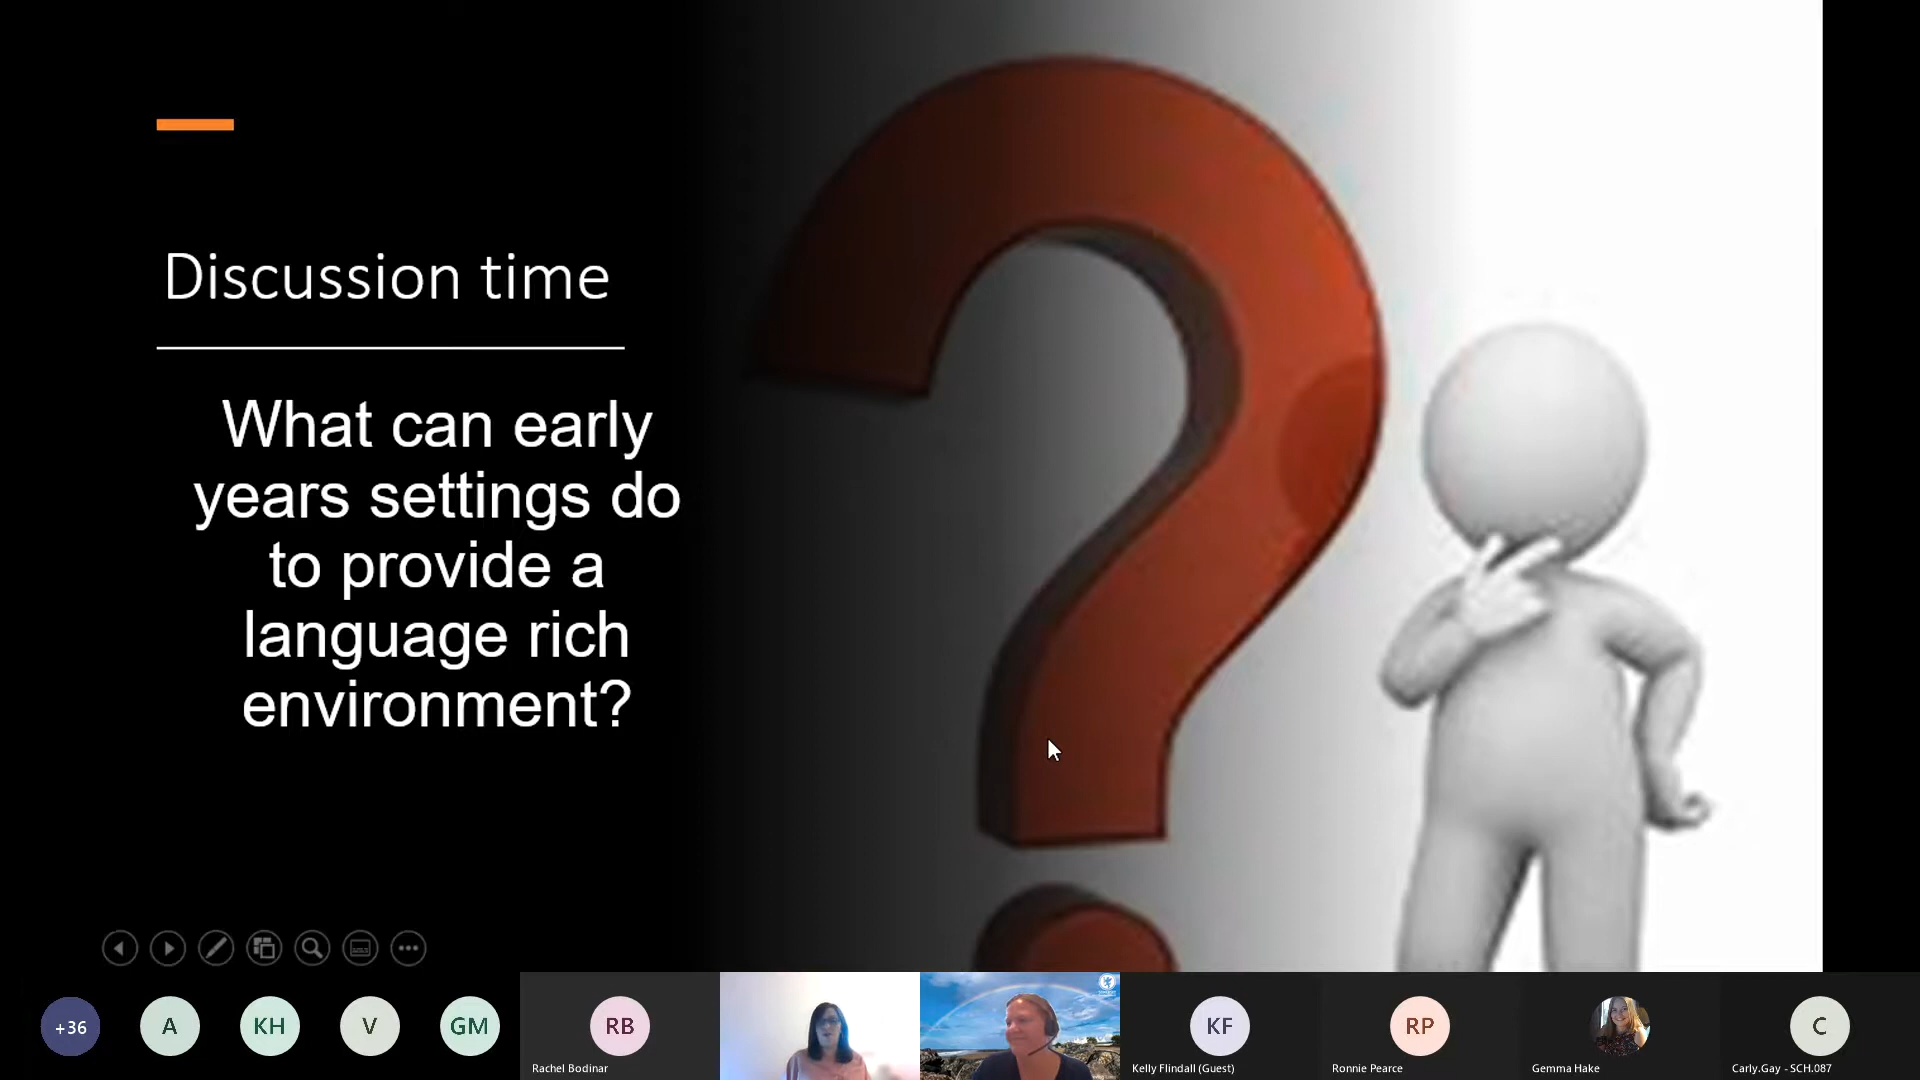 Discussion time
What can early
years settings do
to provide a
language rich
environment?
+36
A
KH
V
GM
RB
Rachel Bodinar
KF
Kelly Flindall (Guest)
RP
Ronnie Pearce
Gemma Hake
C
Carly.Gay - SCH.087